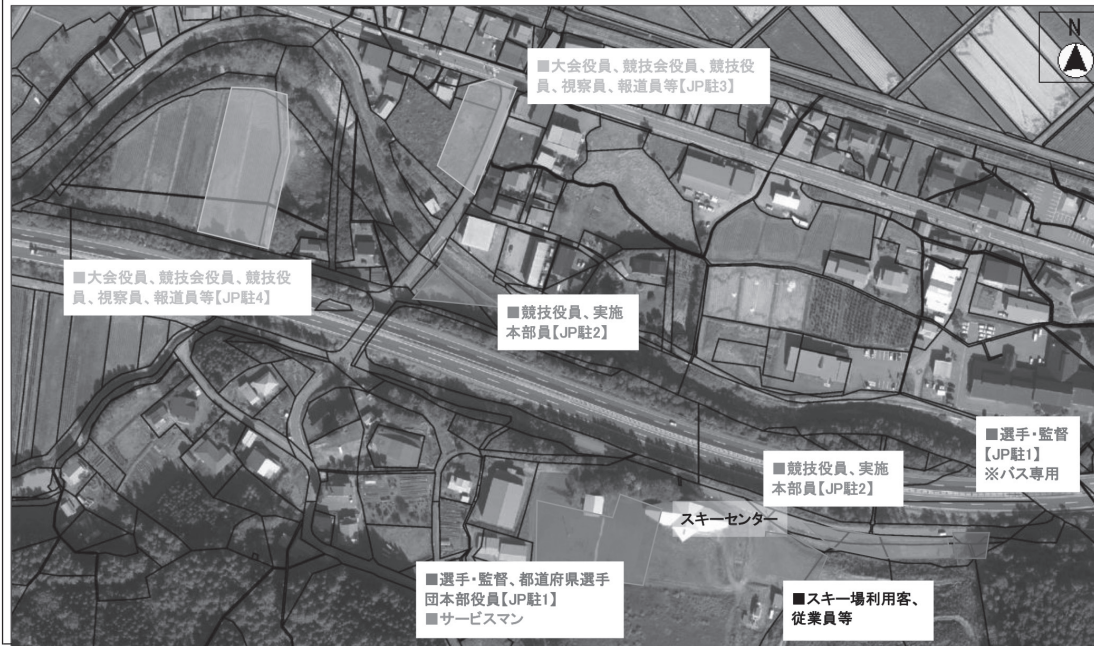 N
■大会役員、競技会役員、競技役
員、視察員、報道員等【JP駐3】
■大会役員、競技会役員、競技役
員、視察員、報道員等【JP駐4】
■競技役員、実施
本部員【JP駐2】
■選手・監督
【JP駐1】
※バス専用
■競技役員、実施
本部員【JP駐2】
スキーセンター
■選手・監督、都道府県選手
団本部役員【JP駐1】
■サービスマン
■スキー場利用客、
従業員等